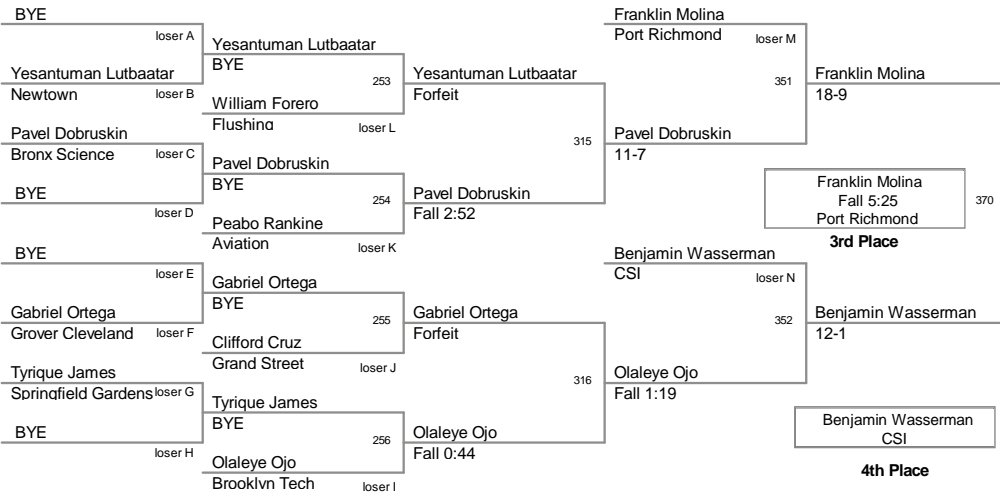 BYE
loser A
Yesantuman Lutbaatar
Newtown
loser B
Pavel Dobruskin
Bronx Science
loser C
BYE
loser D
BYE
loser E
Gabriel Ortega
Grover Cleveland
loser F
Tyrique James
Springfield Gardens
loser G
BYE
loser H
Yesantuman Lutbaatar
BYE
253
William Forero
Flushing
loser L
Pavel Dobruskin
BYE
254
Peabo Rankine
Aviation
loser K
Gabriel Ortega
BYE
255
Clifford Cruz
Grand Street
loser J
Tyrique James
BYE
256
Olaleye Ojo
Brooklyn Tech
loser I
Yesantuman Lutbaatar
Forfeit
315
Pavel Dobruskin
Fall 2:52
Gabriel Ortega
Forfeit
316
Olaleye Ojo
Fall 0:44
Franklin Molina
Port Richmond
loser M
351
Pavel Dobruskin
11-7
Benjamin Wasserman
CSI
loser N
352
Olaleye Ojo
Fall 1:19
Franklin Molina
18-9
Franklin Molina
Fall 5:25
Port Richmond
370
3rd Place
Benjamin Wasserman
12-1
Benjamin Wasserman
CSI
4th Place